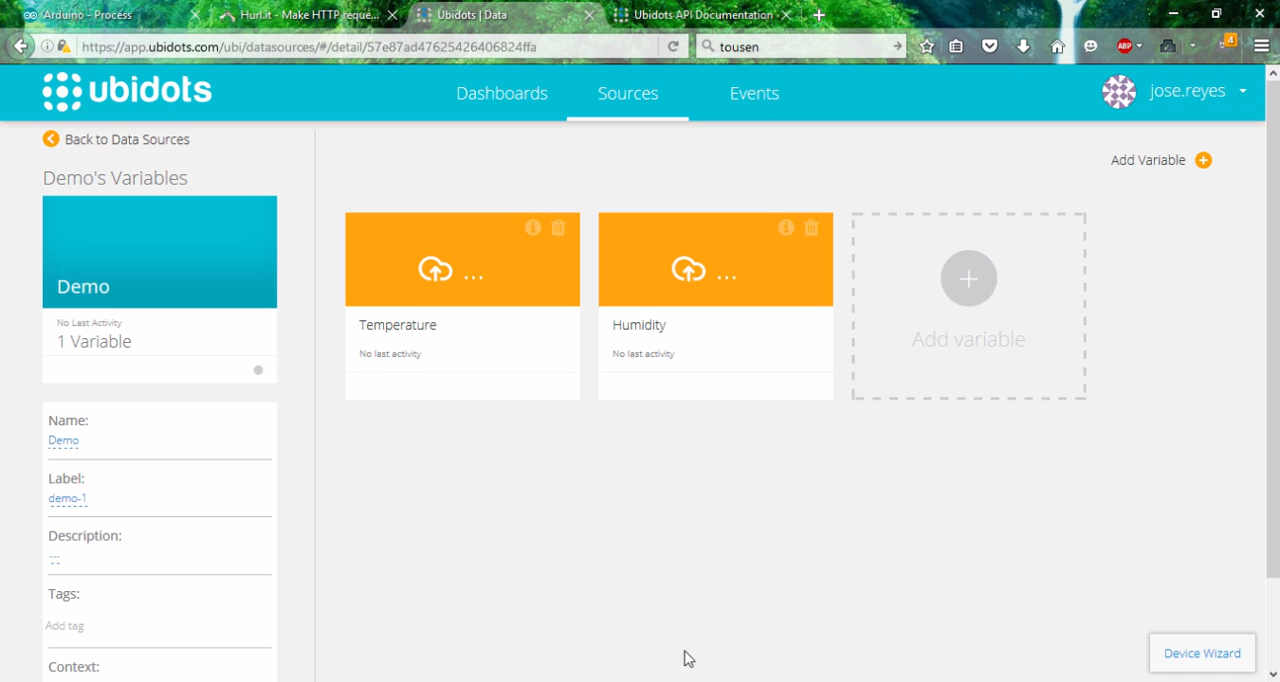 Arduino - Process
Hurl.it - Make HTTP reque...
Ubidots | Data
Ubidots API Documentation
https://app.ubidots.com/ubi/datasources/#/detail/57e87ad47625426406824ffa
tousen
ABP
4
ubidots
Dashboards
Sources
Events
jose.reyes
Back to Data Sources
Add Variable
Demo's Variables
Demo
No Last Activity
1 Variable
...
Temperature
No last activity
...
Humidity
No last activity
Add variable
Name:
Demo
Label:
demo-1
Description:
---
Tags:
Add tag
Context:
Device Wizard